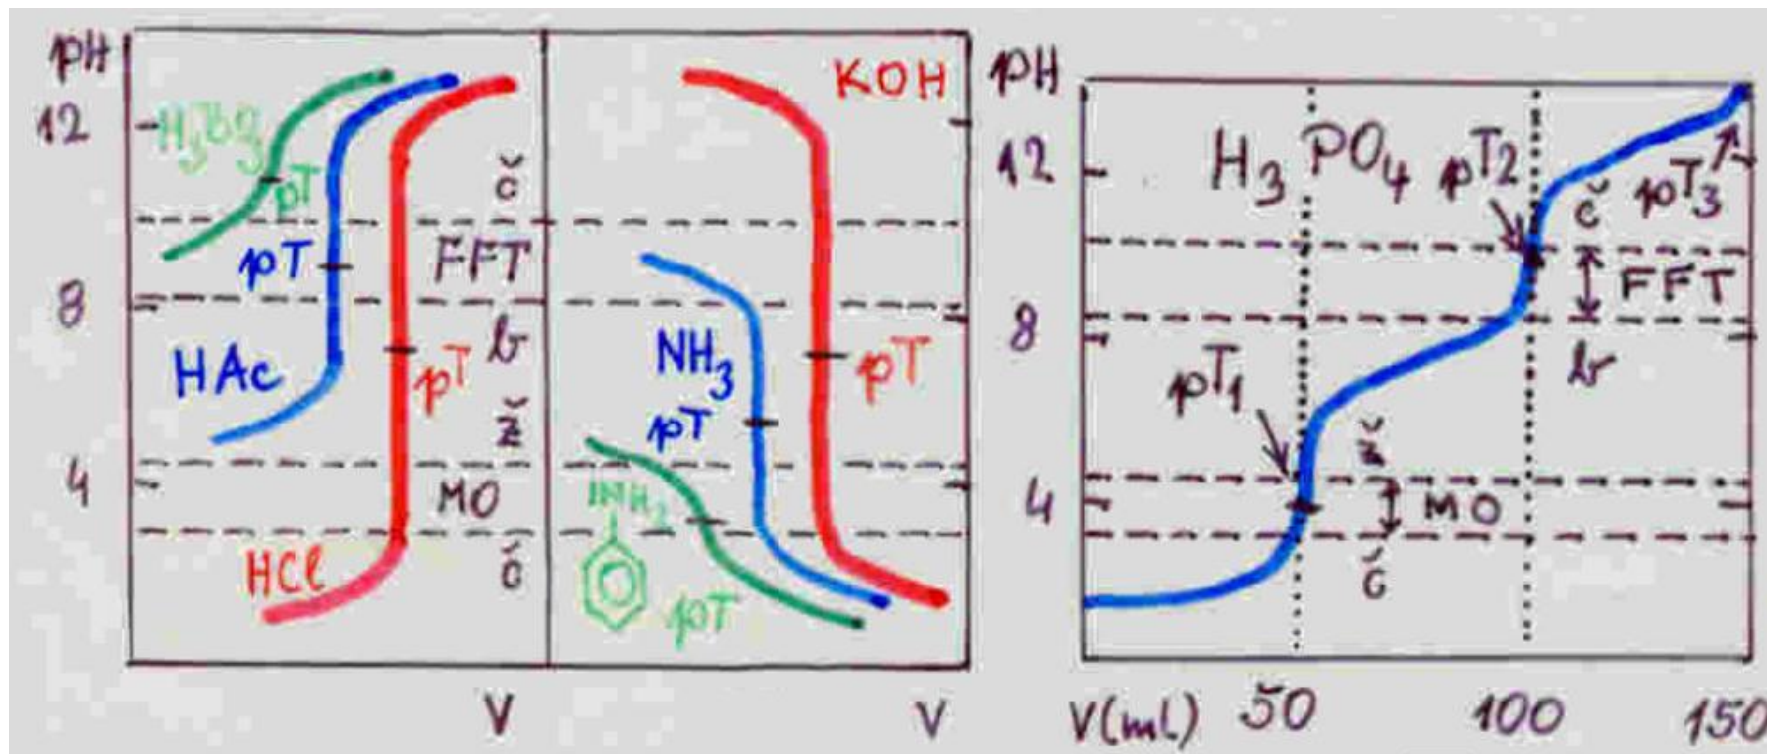 pH
12
8
4
H3BO3
pT
pT
HAc
pT
HCl
č
FFT
b
ž
MO
č
V
KOH
NH3
pT
pT
NH2
pT
V
pH
12
8
4
H3PO4
pT1
pT2
pT3
č
FFT
b
ž
MO
č
V(ml)
50
100
150